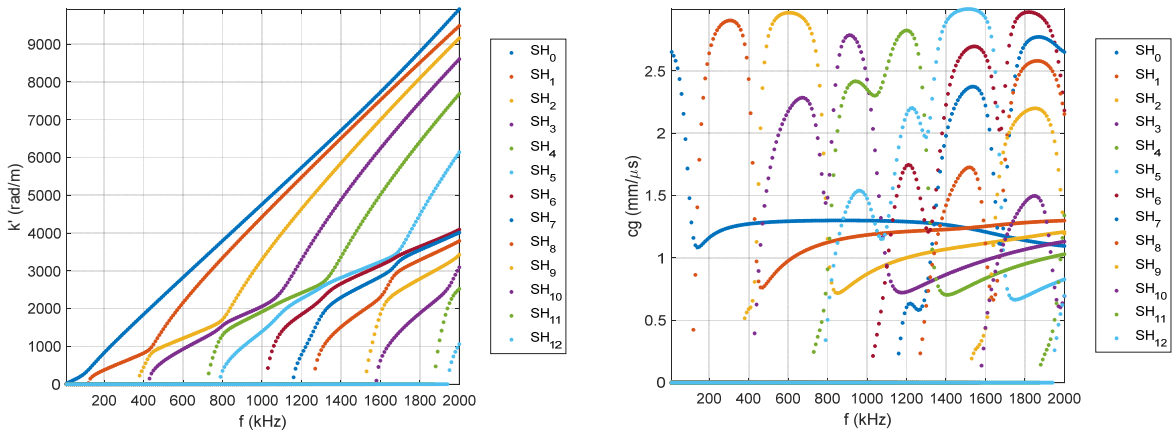 9000
8000
7000
6000
5000
4000
3000
2000
1000
0
k' (rad/m)
200 400 600 800 1000 1200 1400 1600 1800 2000
f (kHz)
SH0
SH1
SH2
SH3
SH4
SH5
SH6
SH7
SH8
SH9
SH10
SH11
SH12
2.5
2
1.5
1
0.5
0
cg (mm/μs)
200 400 600 800 1000 1200 1400 1600 1800 2000
f (kHz)
SH0
SH1
SH2
SH3
SH4
SH5
SH6
SH7
SH8
SH9
SH10
SH11
SH12